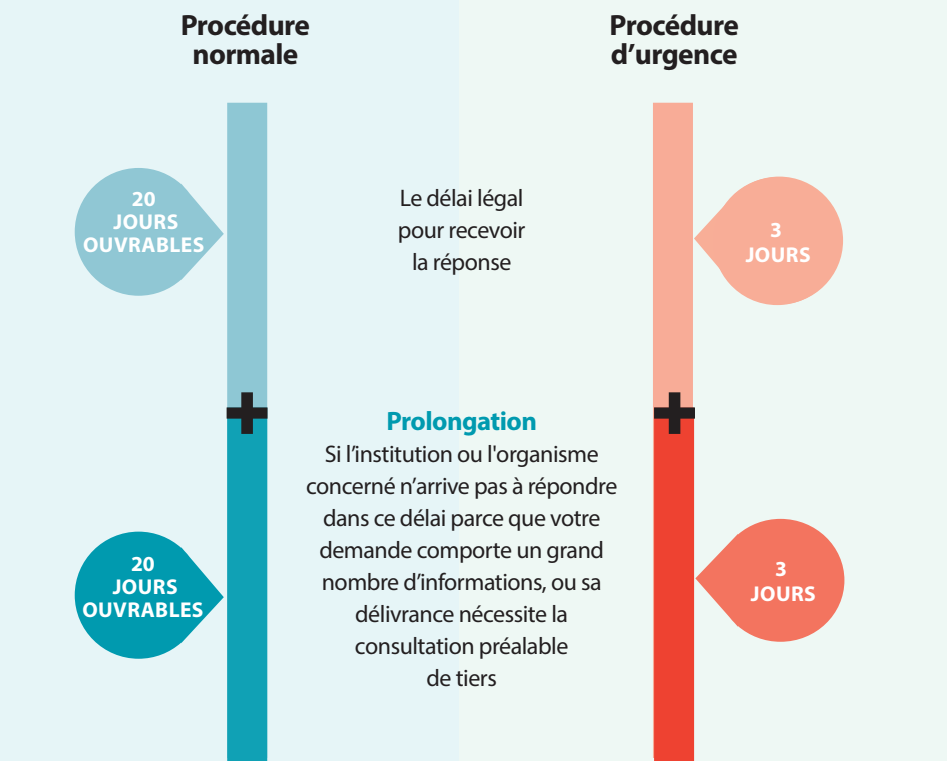 Procédure
normale
Procédure
d’urgence
20
JOURS
OUVRABLES
Le délai légal
pour recevoir
la réponse
3
JOURS
Prolongation
Si l’institution ou l'organisme
concerné n’arrive pas à répondre
dans ce délai parce que votre
demande comporte un grand
nombre d’informations, ou sa
délivrance nécessite la
consultation préalable
de tiers
20
JOURS
OUVRABLES
3
JOURS